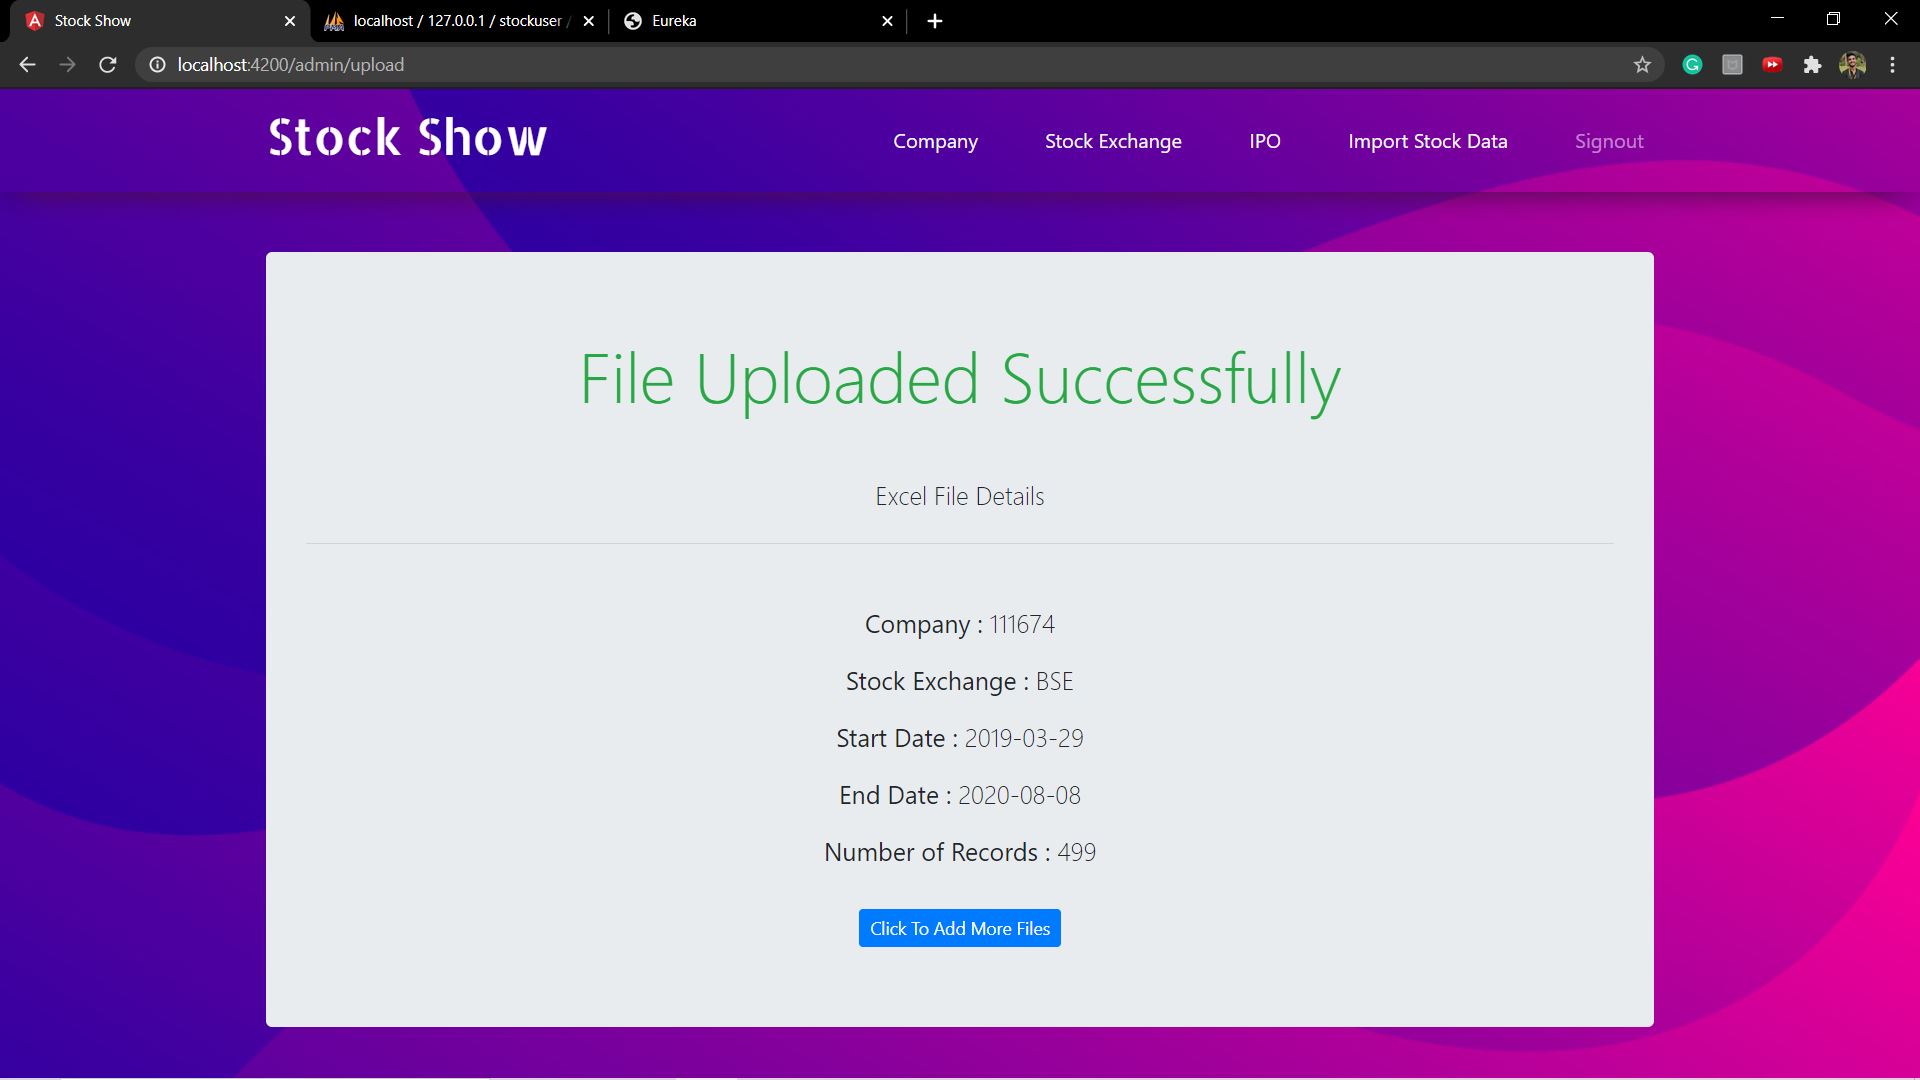 Stock Show
localhost / 127.0.0.1 / stockuser /
Eureka
localhost:4200/admin/upload
Stock Show
Company
Stock Exchange
IPO
Import Stock Data
Signout
File Uploaded Successfully
Excel File Details
Company : 111674
Stock Exchange : BSE
Start Date : 2019-03-29
End Date : 2020-08-08
Number of Records : 499
Click To Add More Files